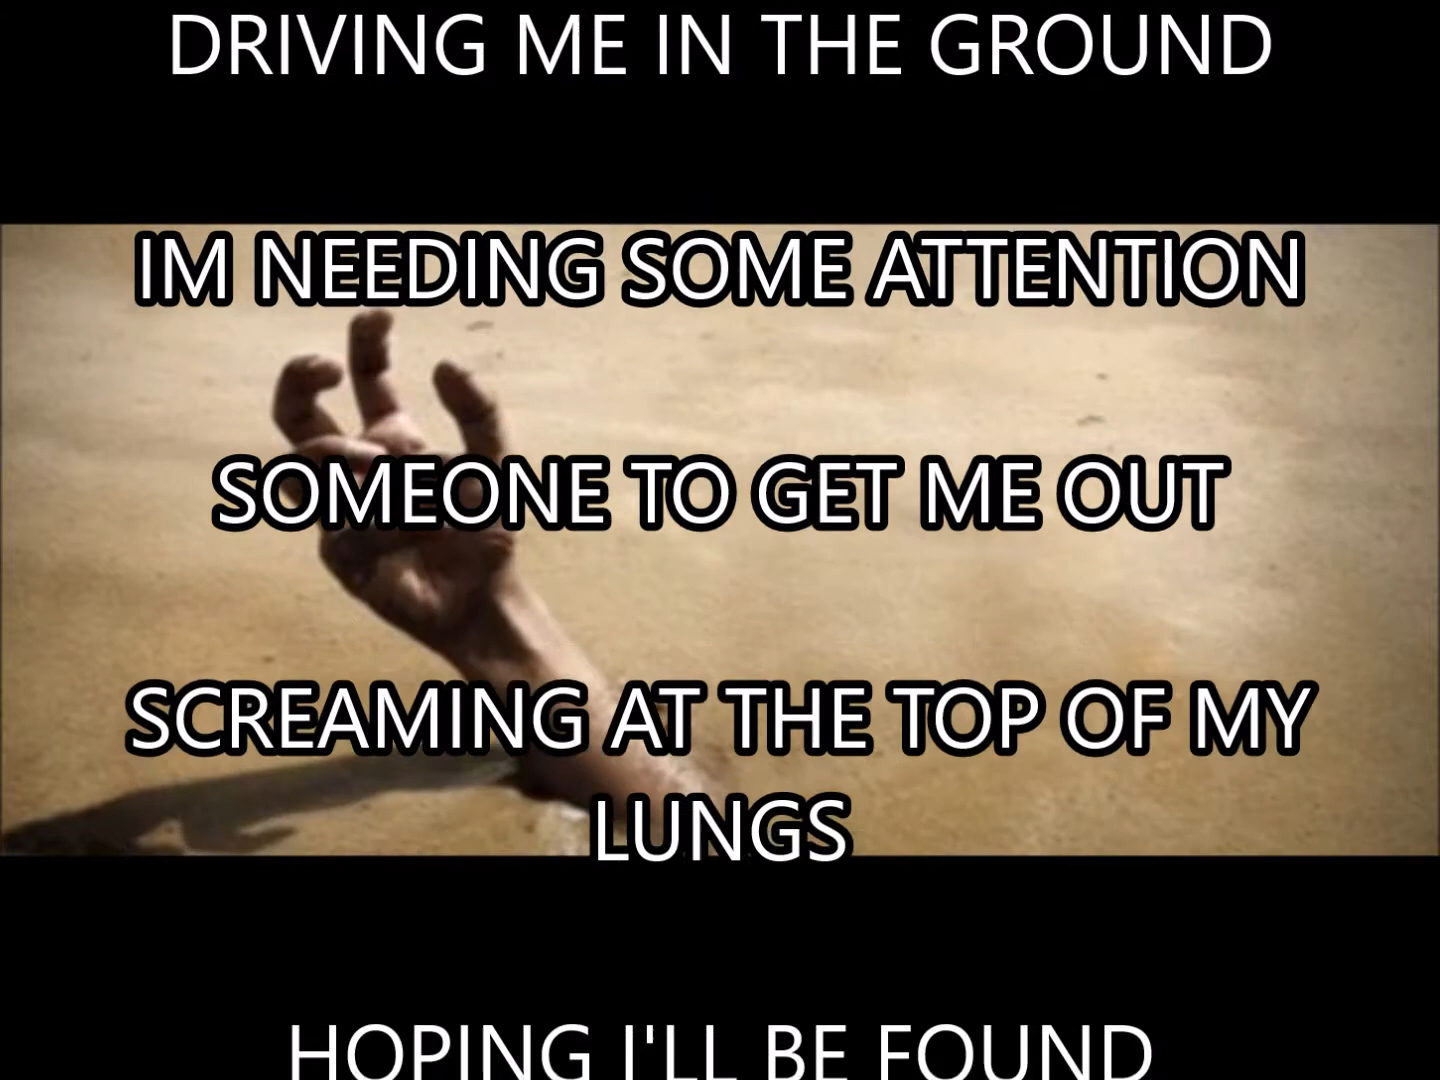 DRIVING ME IN THE GROUND
IM NEEDING SOME ATTENTION
SOMEONE TO GET ME OUT
SCREAMING AT THE TOP OF MY
LUNGS
HOPING I'LL BE FOUND